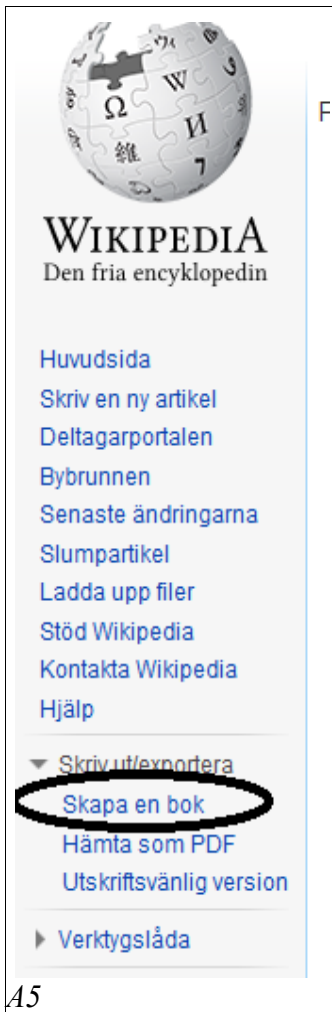 Ω W И 維 7
WIKIPEDIA
F
Den fria encyklopedin
Huvudsida
Skriv en ny artikel
Deltagarportalen
Bybrunnen
Senaste ändringarna
Slumpartikel
Ladda upp filer
Stöd Wikipedia
Kontakta Wikipedia
Hjälp
Skriv ut/exportera
Skapa en bok
Hämta som PDF
Utskriftsvänlig version
Verktygslåda
A5